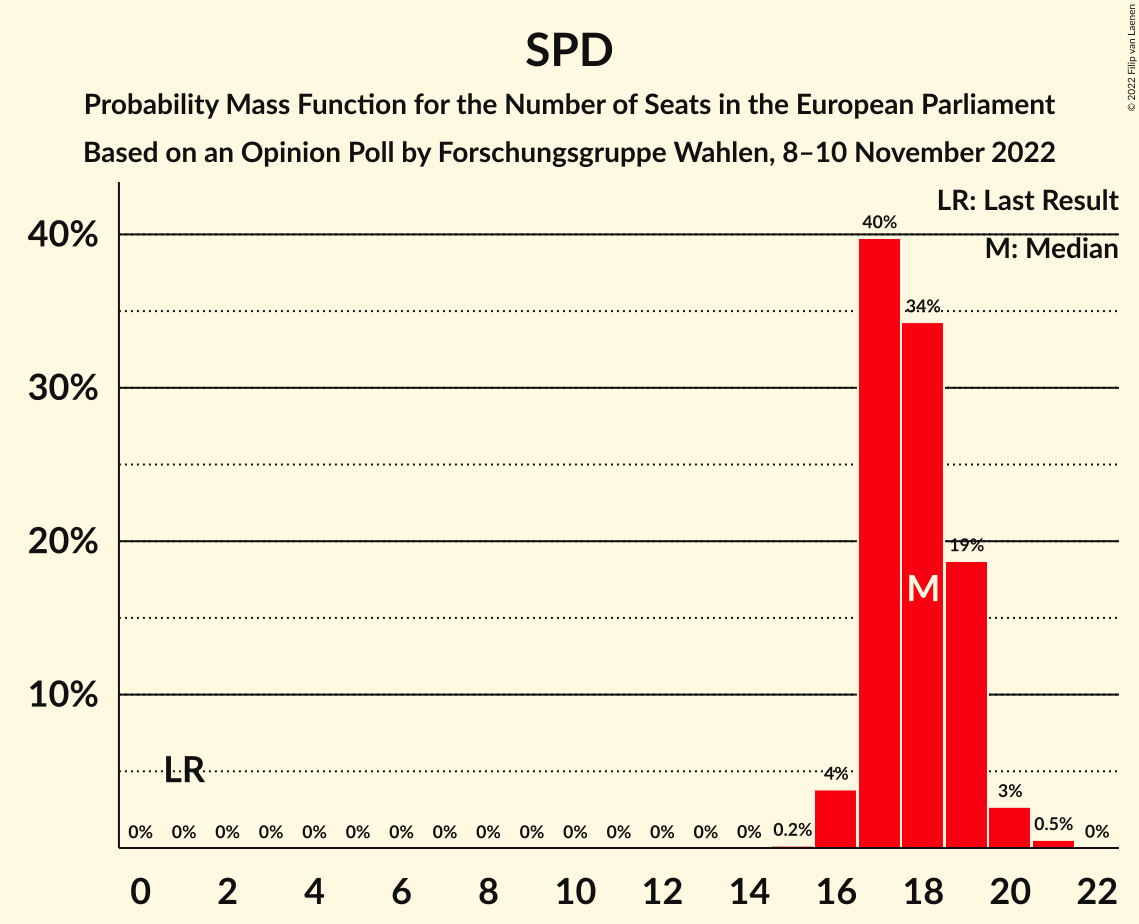 SPD
Probability Mass Function for the Number of Seats in the European Parliament
Based on an Opinion Poll by Forschungsgruppe Wahlen, 8–10 November 2022
© 2022 Filip van Laenen
LR: Last Result
M: Median
40%
30%
20%
10%
40%
34%
19%
M
LR
4%
3%
0% 0% 0% 0% 0% 0% 0% 0% 0% 0% 0% 0% 0% 0% 0% 0.2% 0.5% 0%
0 2 4 6 8 10 12 14 16 18 20 22